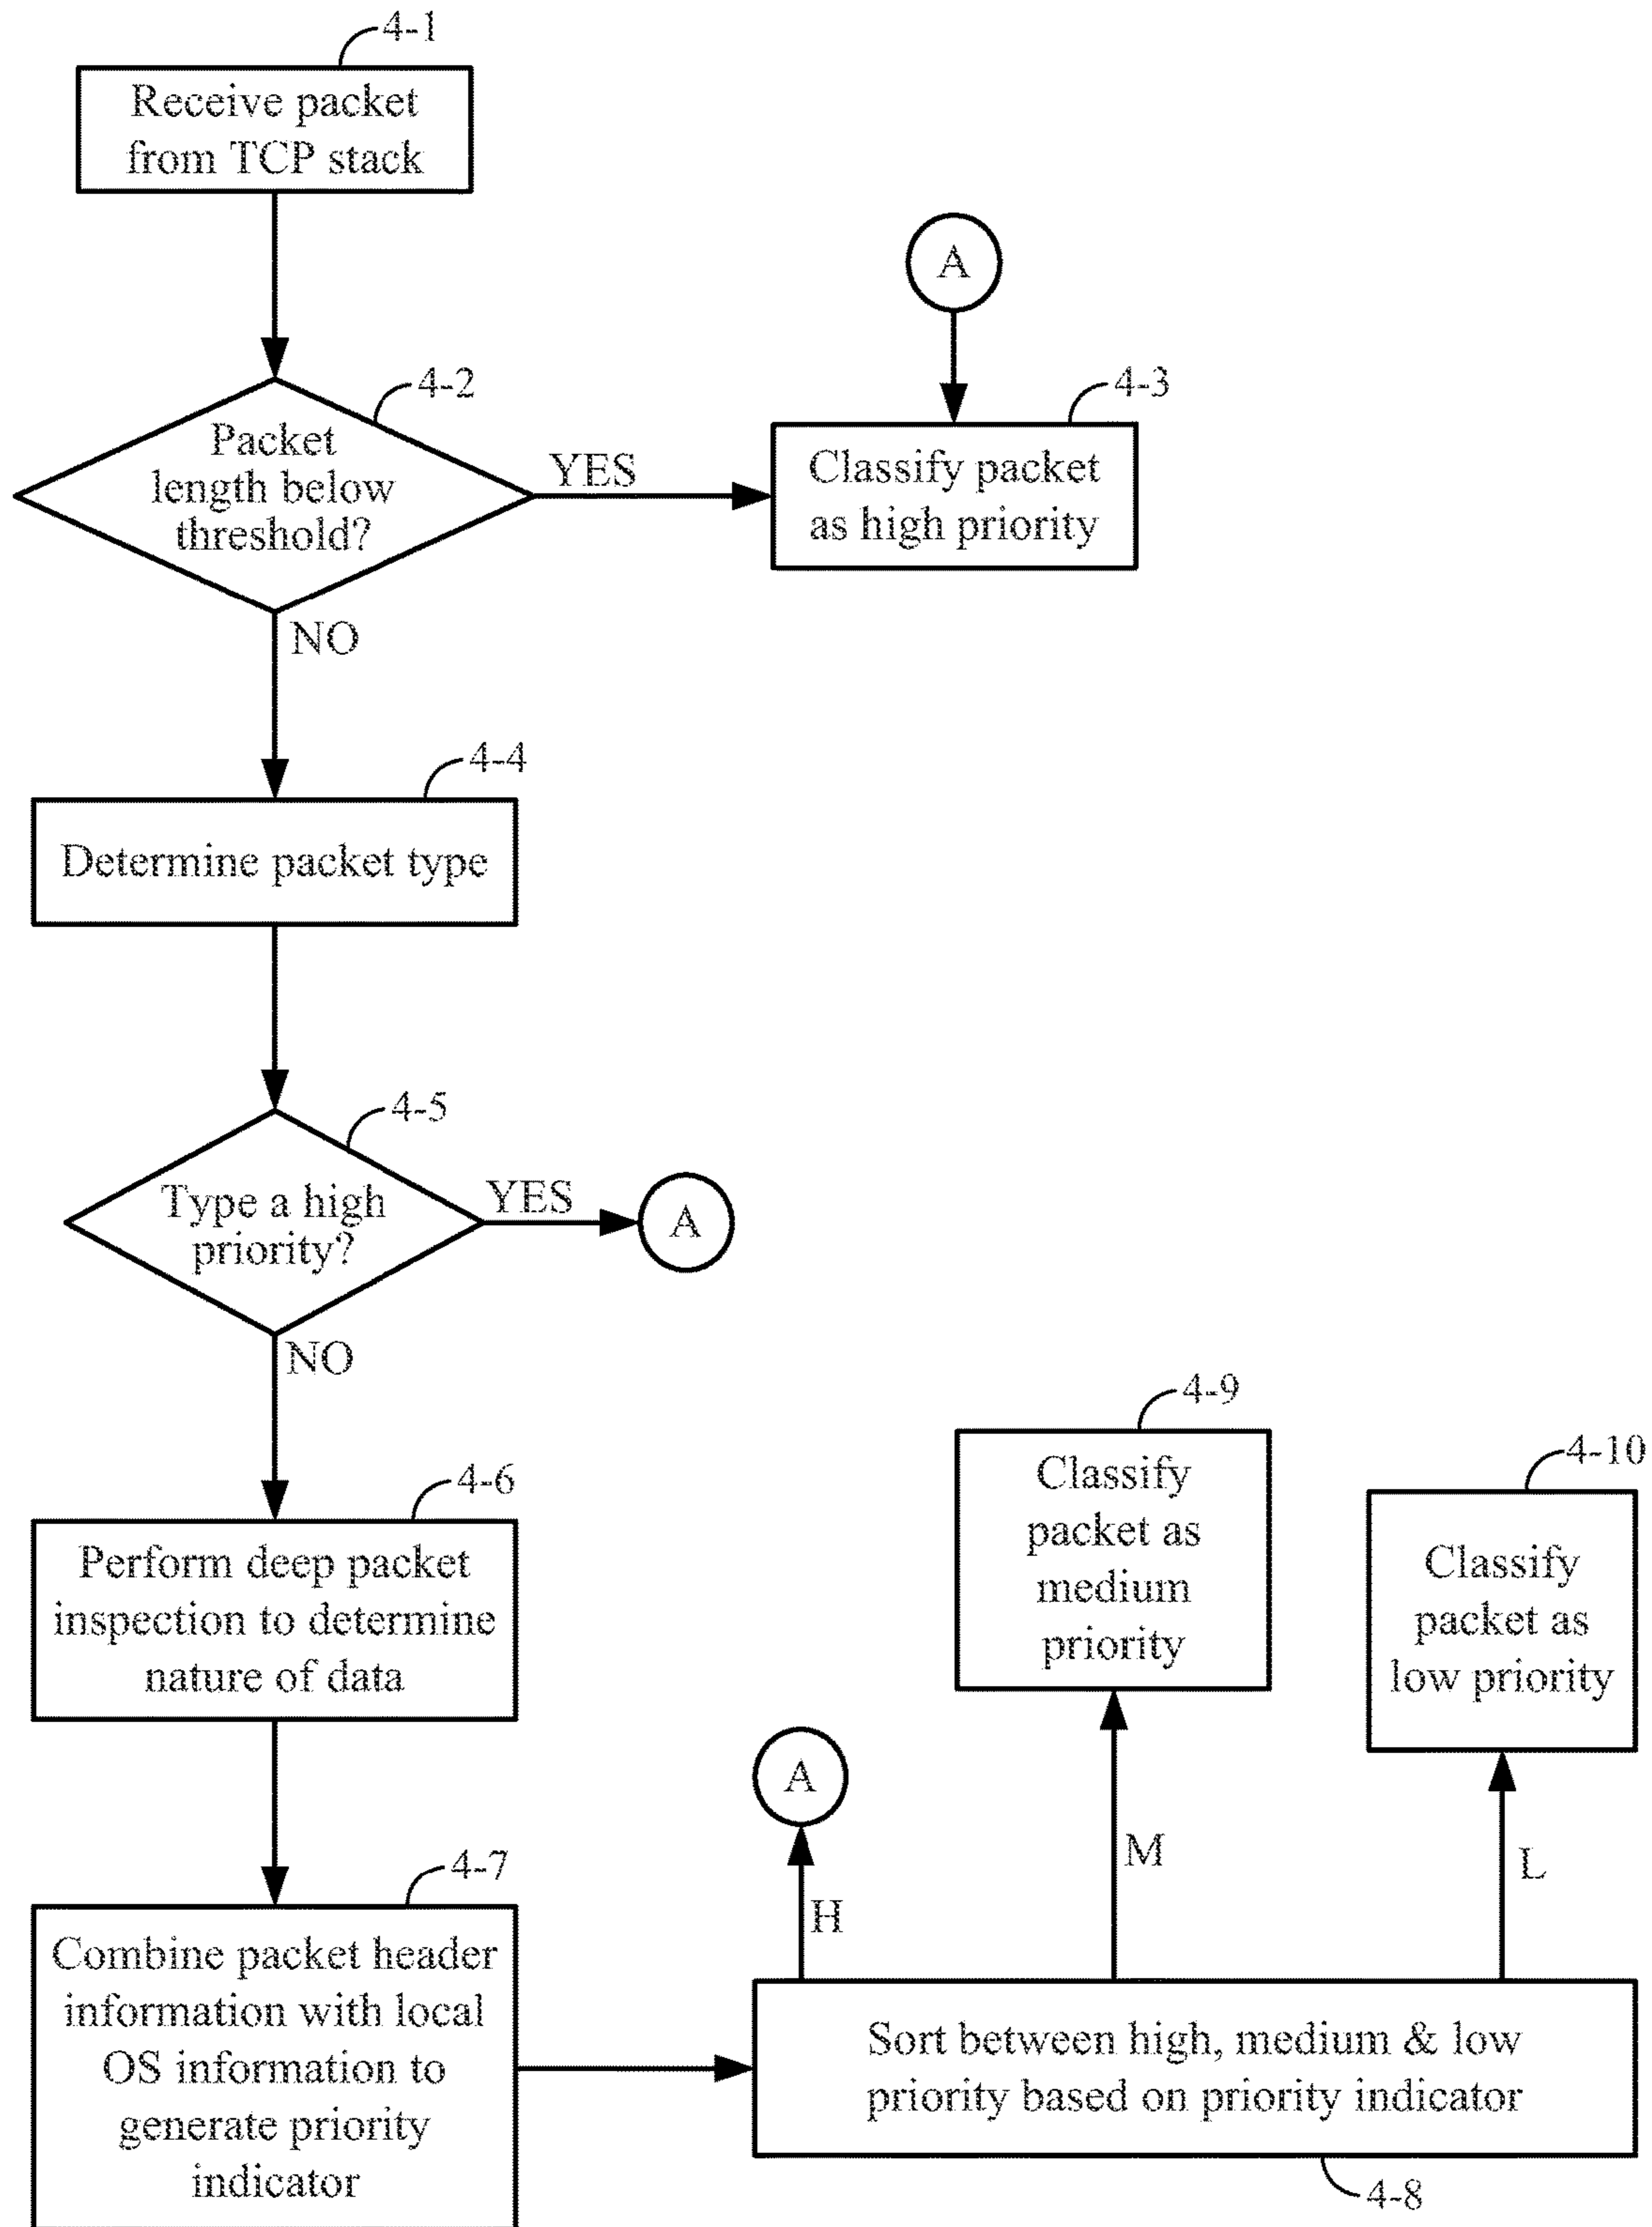 4-1
Receive packet
from TCP stack
A
4-2
Packet
length below
threshold?
YES
4-3
Classify packet
as high priority
NO
4-4
Determine packet type
4-5
Type a high
priority?
YES
A
NO
4-6
Perform deep packet
inspection to determine
nature of data
4-7
Combine packet header
information with local
OS information to
generate priority
indicator
4-9
Classify
packet as
medium
priority
4-10
Classify
packet as
low priority
A
H
M
L
Sort between high, medium & low
priority based on priority indicator
4-8